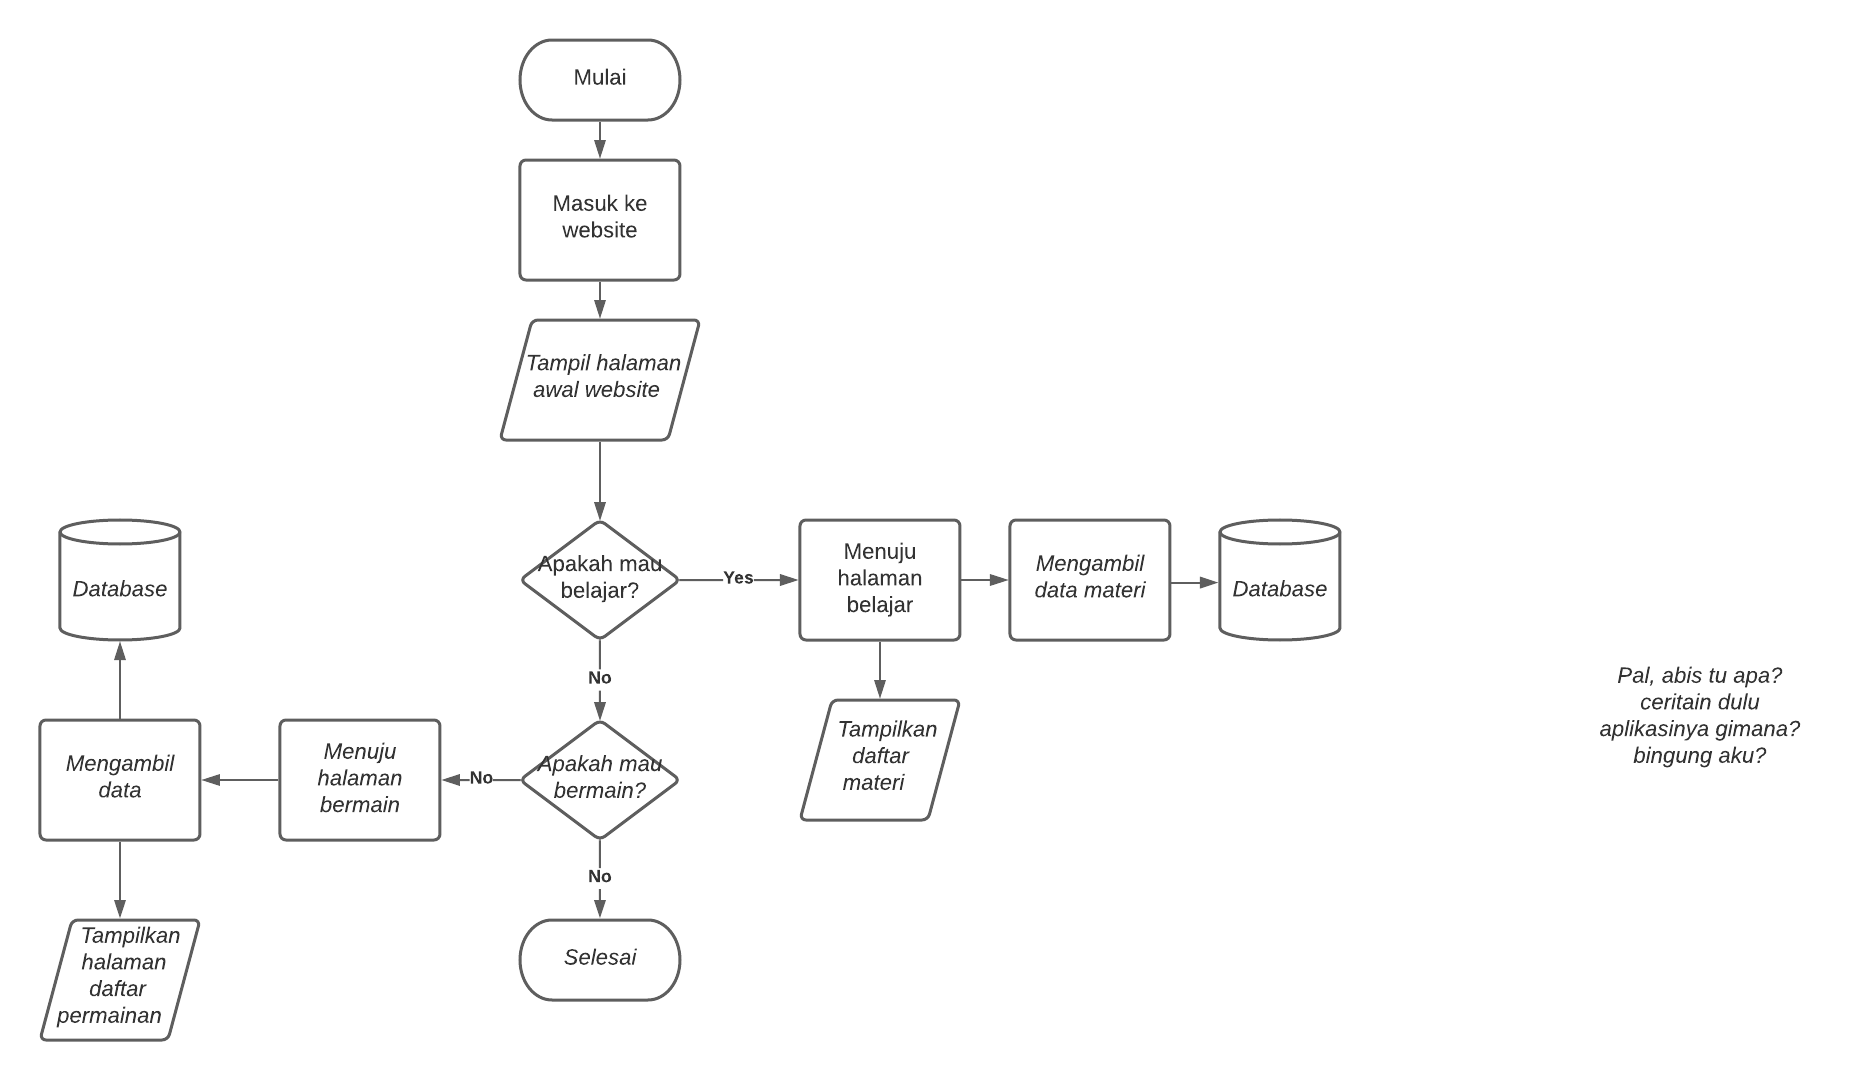 Mulai
Masuk ke
website
Tampil halaman
awal website
Apakah mau
belajar?
Yes
Menuju
halaman
belajar
Mengambil
data materi
Database
Database
No
Tampilkan
daftar
materi
Pal, abis tu apa?
ceritain dulu
aplikasinya gimana?
bingung aku?
Apakah mau
bermain?
No
Menuju
halaman
bermain
Mengambil
data
No
Selesai
Tampilkan
halaman
daftar
permainan